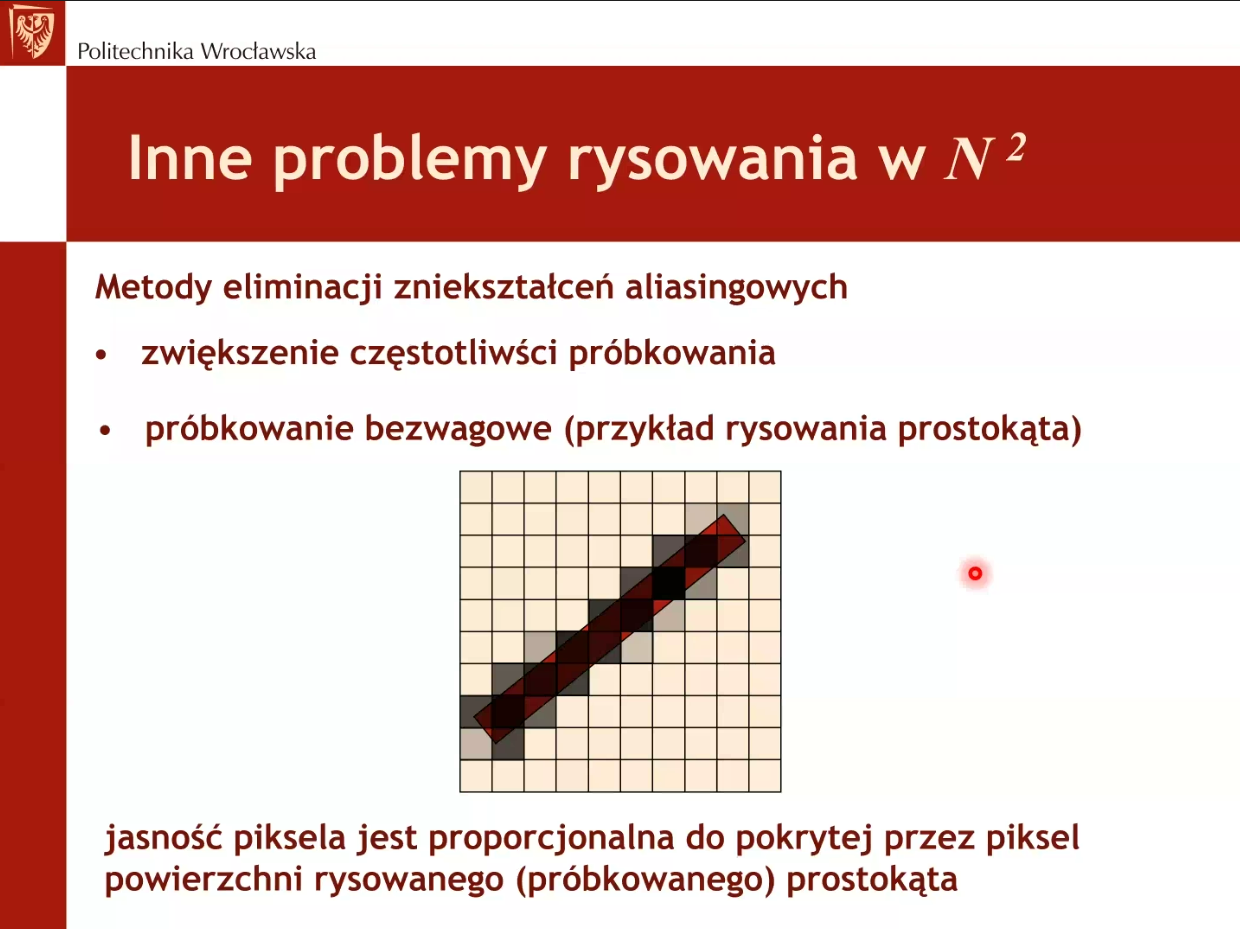 Politechnika Wrocławska
Inne problemy rysowania w N 2
Metody eliminacji zniekształceń aliasingowych
• zwiększenie częstotliwści próbkowania
• próbkowanie bezwagowe (przykład rysowania prostokąta)
jasność piksela jest proporcjonalna do pokrytej przez piksel
powierzchni rysowanego (próbkowanego) prostokąta